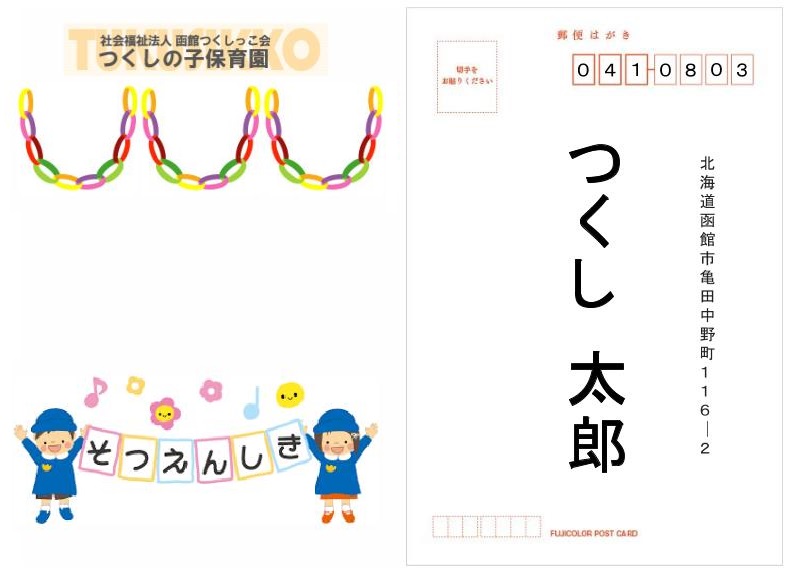 TUKUSHIKKO
社会福祉法人 函館つくしっこ会
つくしの子保育園
そつえんしき
郵便はがき
切手を
お貼りください
041-0803
北海道函館市亀田中野町116―2
つくし 太郎
FUJICOLOR POST CARD